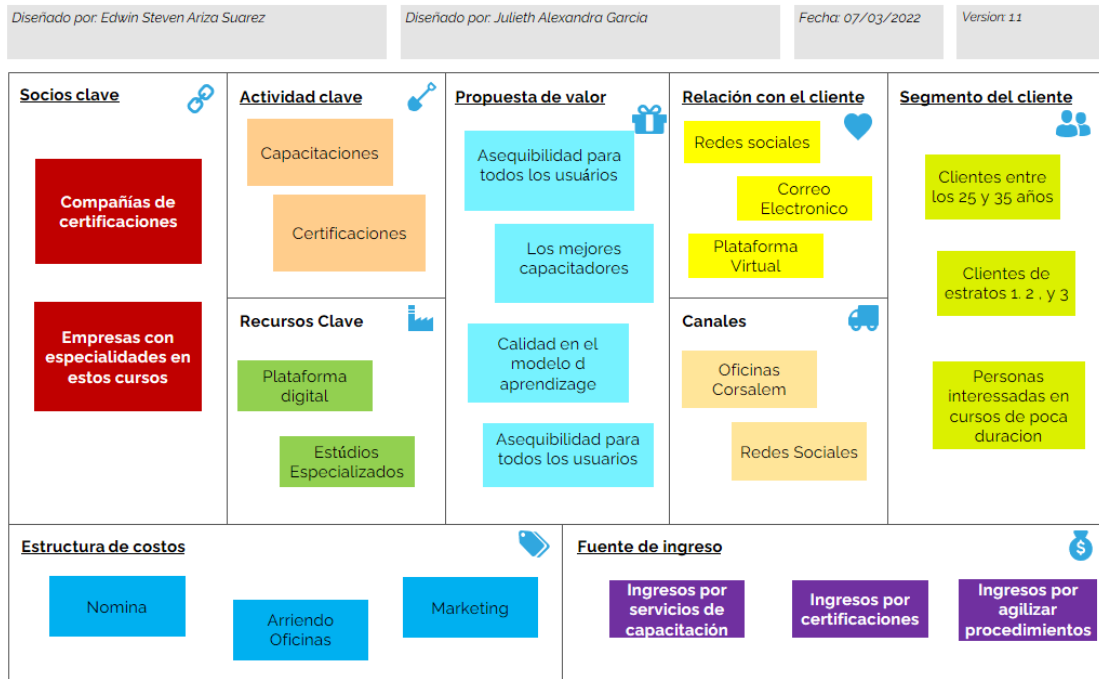 Diseñado por: Edwin Steven Ariza Suarez
Diseñado por: Julieth Alexandra Garcia
Fecha: 07/03/2022
Version: 1.1
Socios clave
Compañías de
certificaciones
Empresas con
especialidades en
estos cursos
Actividad clave
Capacitaciones
Certificaciones
Recursos Clave
Plataforma
digital
Estúdios
Especializados
Propuesta de valor
Asequibilidad para
todos los usuários
Los mejores
capacitadores
Calidad en el
modelo d
aprendizage
Asequibilidad para
todos los usuarios
Relación con el cliente
Redes sociales
Correo
Electronico
Plataforma
Virtual
Canales
Oficinas
Corsalem
Redes Sociales
Segmento del cliente
Clientes entre
los 25 y 35 años
Clientes de
estratos 1. 2 , y 3
Personas
interessadas en
cursos de poca
duracion
Estructura de costos
Nomina
Arriendo
Oficinas
Marketing
Fuente de ingreso
Ingresos por
servicios de
capacitación
Ingresos por
certificaciones
Ingresos por
agilizar
procedimientos
$